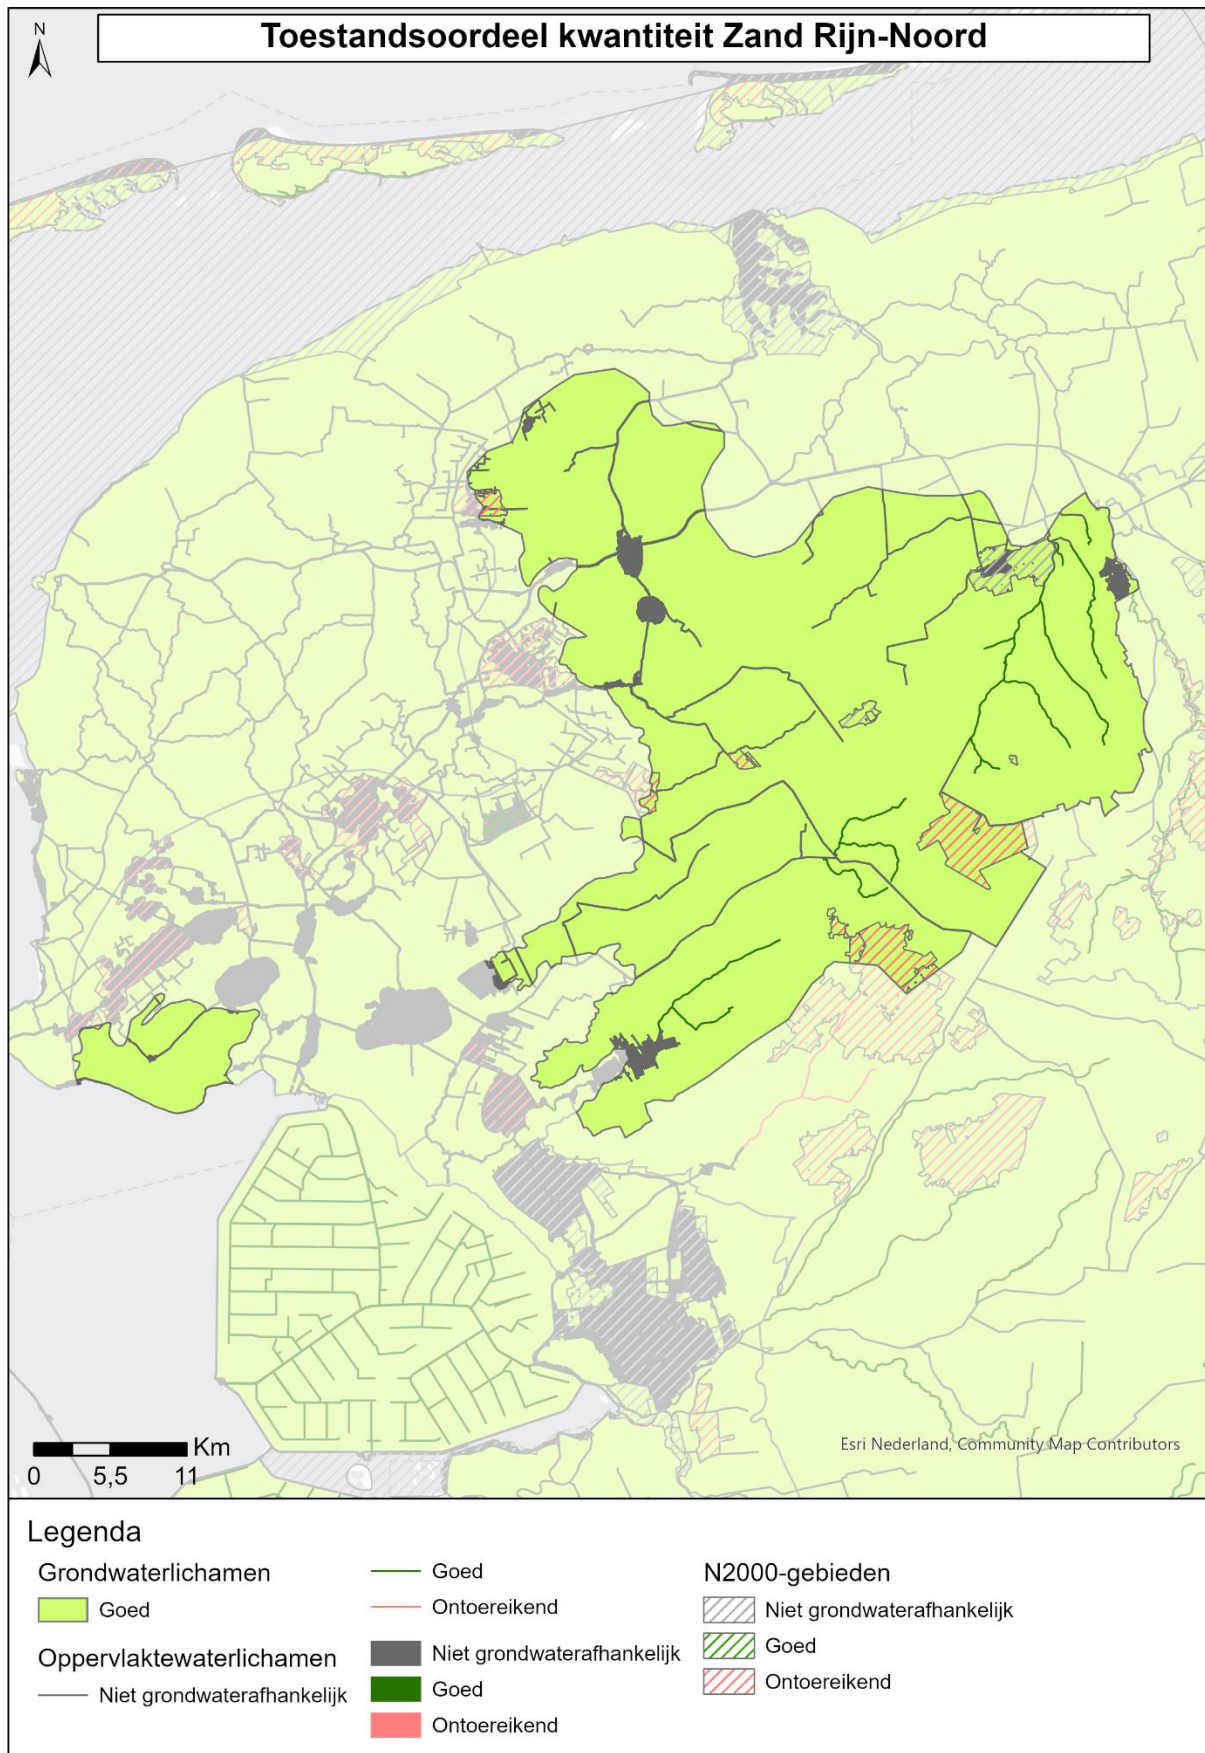 Toestandsoordeel kwantiteit Zand Rijn-Noord
N
Km
0 5,5 11
Esri Nederland, Community Map Contributors
Legenda
Grondwaterlichamen
Goed
Oppervlaktewaterlichamen
Niet grondwaterafhankelijk
Goed
Ontoereikend
Niet grondwaterafhankelijk
Goed
Ontoereikend
N2000-gebieden
Niet grondwaterafhankelijk
Goed
Ontoereikend